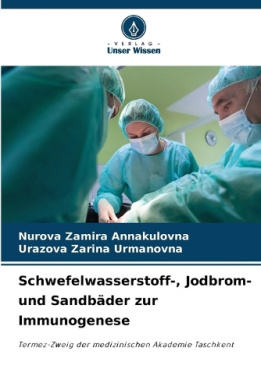 VERLAG
Unser Wissen
Nurova Zamira Annakulovna
Urazova Zarina Urmanovna
Schwefelwasserstoff-, Jodbrom-
und Sandbäder zur
Immunogenese
Termez-Zweig der medizinischen Akademie Taschkent